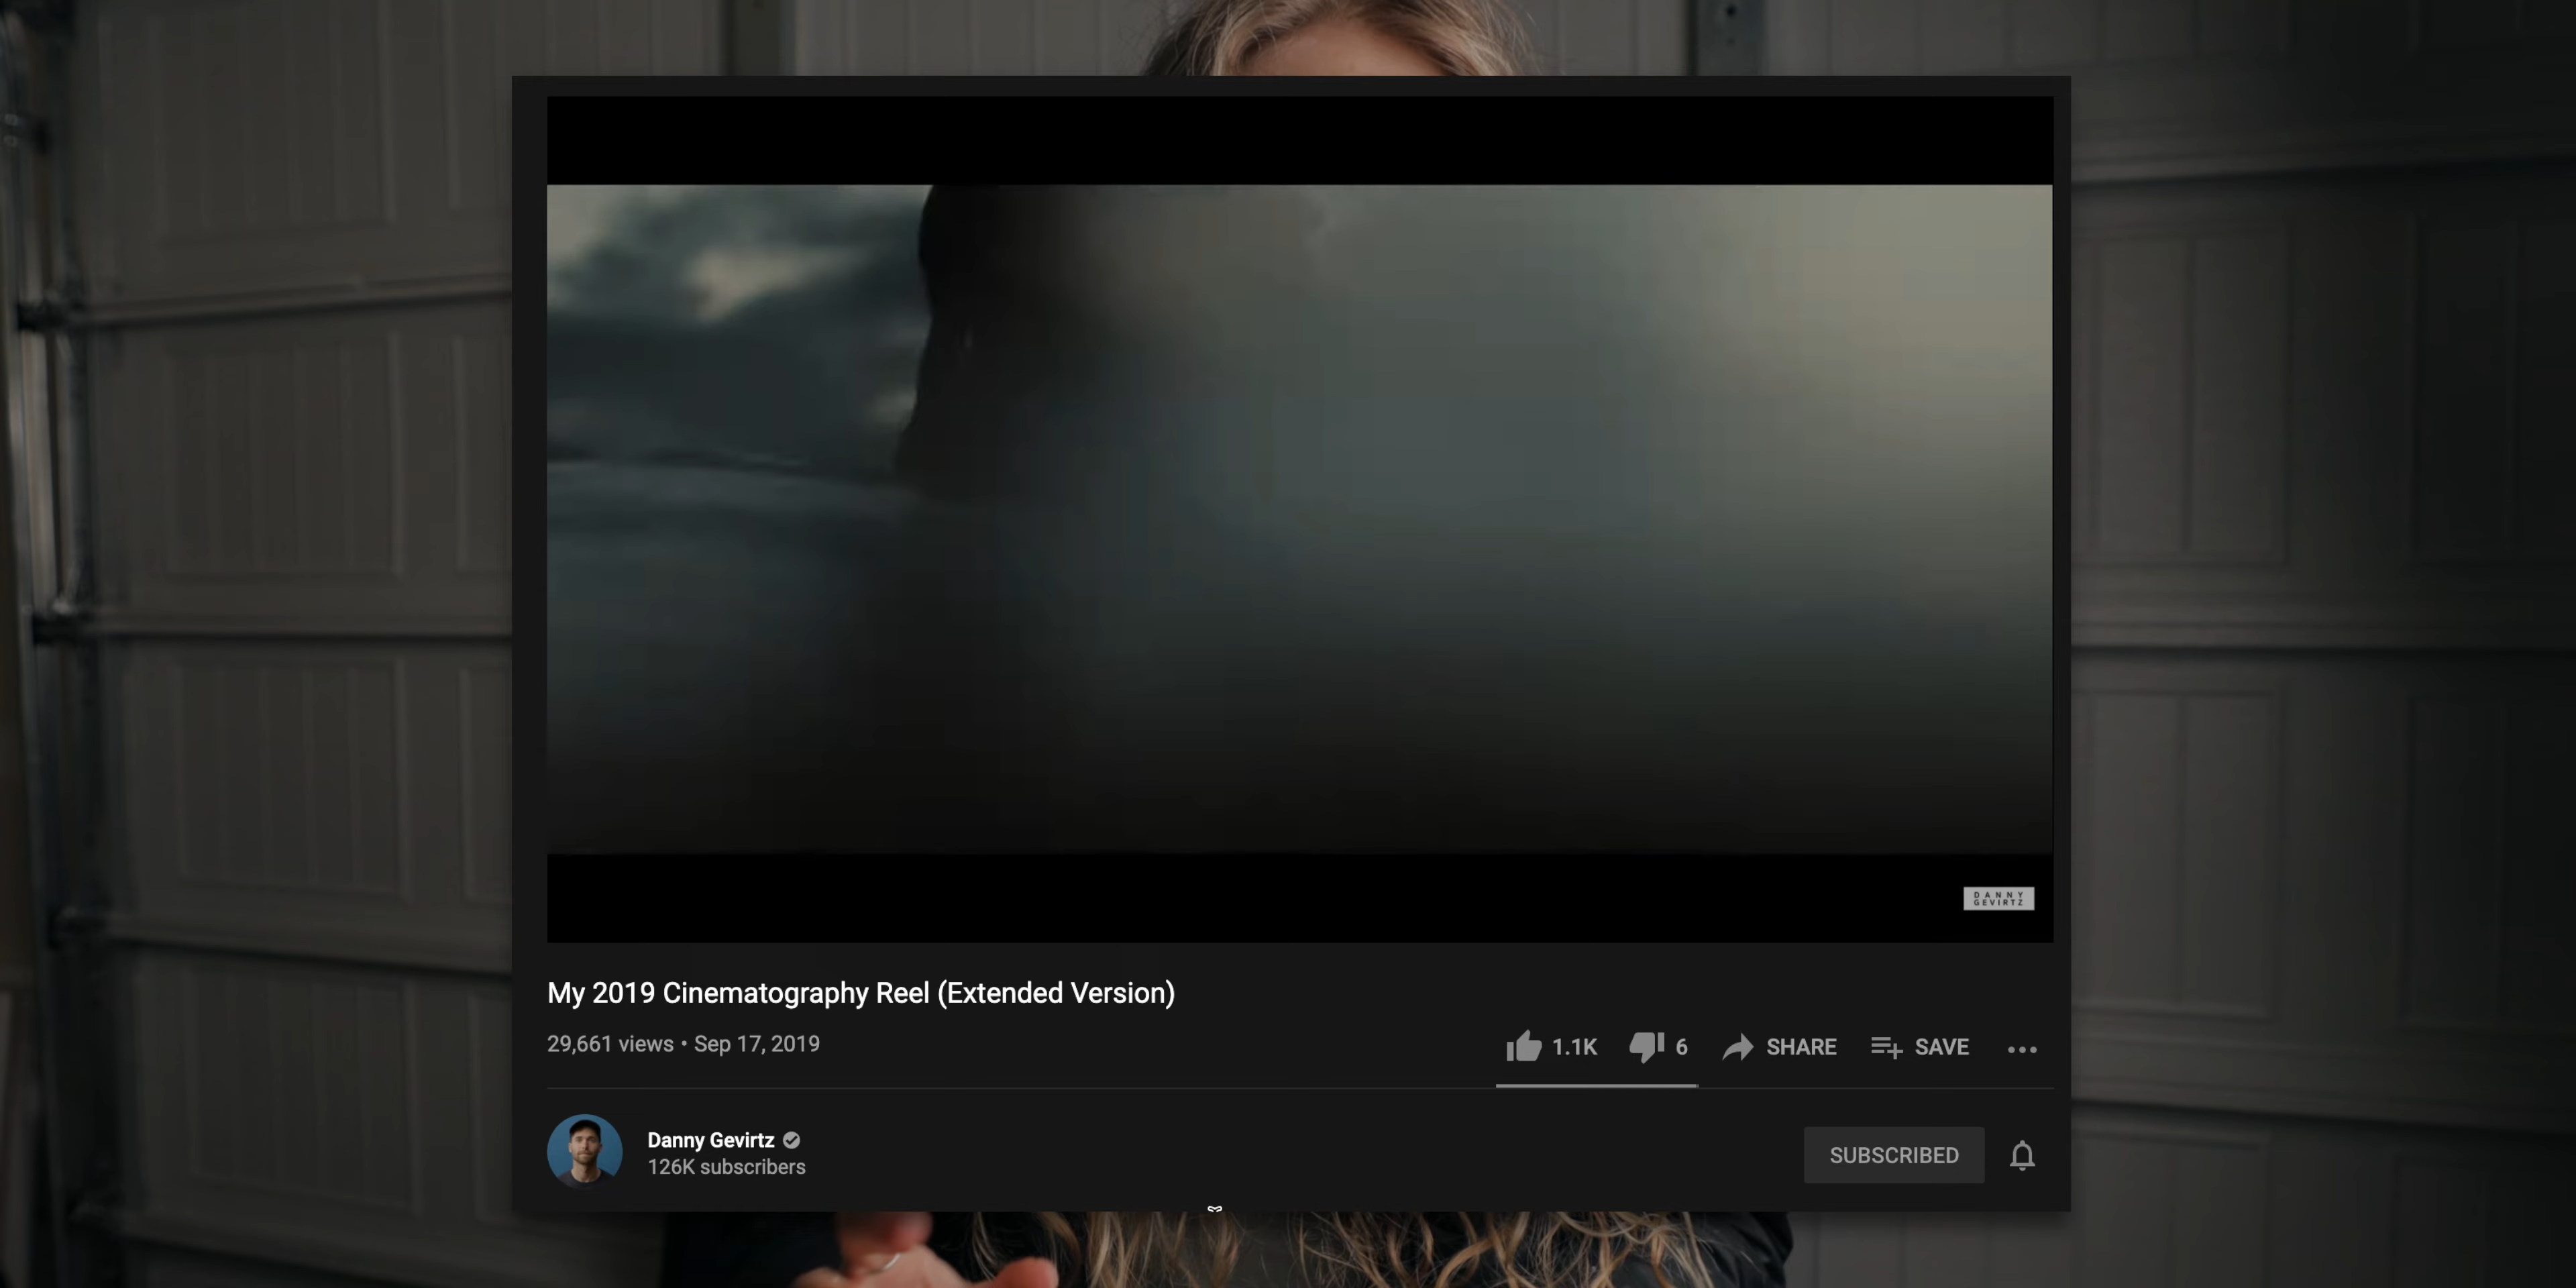 DANNY
GEVIRTZ
My 2019 Cinematography Reel (Extended Version)
29,661 views • Sep 17, 2019
1.1K 6 SHARE SAVE
Danny Gevirtz
126K subscribers
SUBSCRIBED